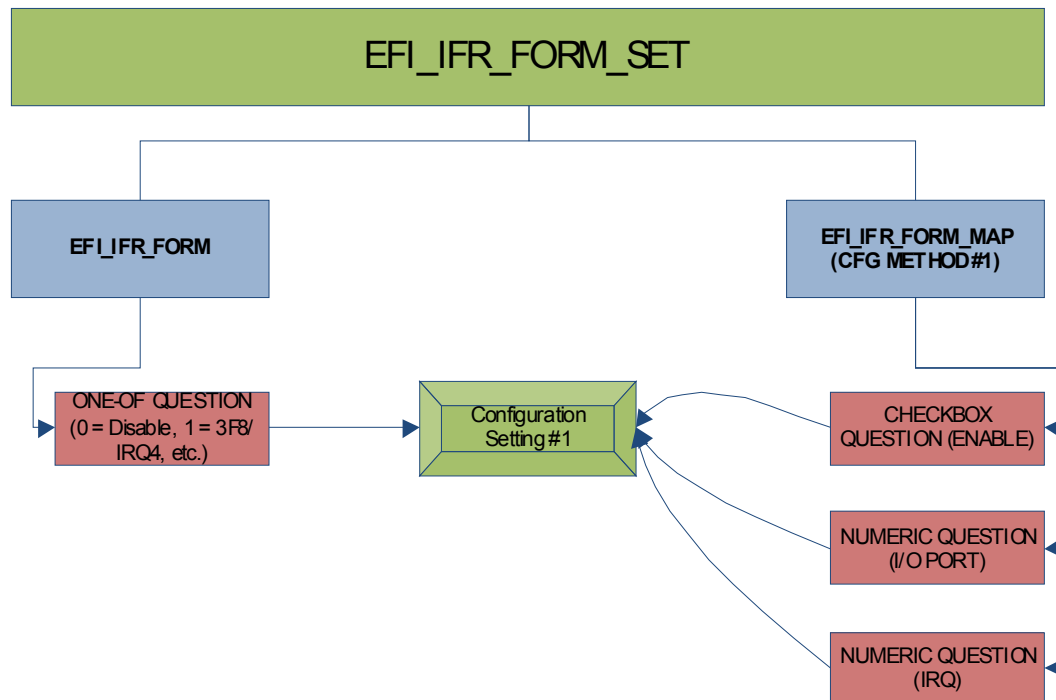 EFI_IFR_FORM_SET
EFI_IFR_FORM
EFI_IFR_FORM_MAP
(CFG METHOD #1)
ONE-OF QUESTION
(0 = Disable, 1 = 3F8/
IRQ4, etc.)
Configuration
Setting #1
CHECKBOX
QUESTION (ENABLE)
NUMERIC QUESTION
(I/O PORT)
NUMERIC QUESTION
(IRQ)